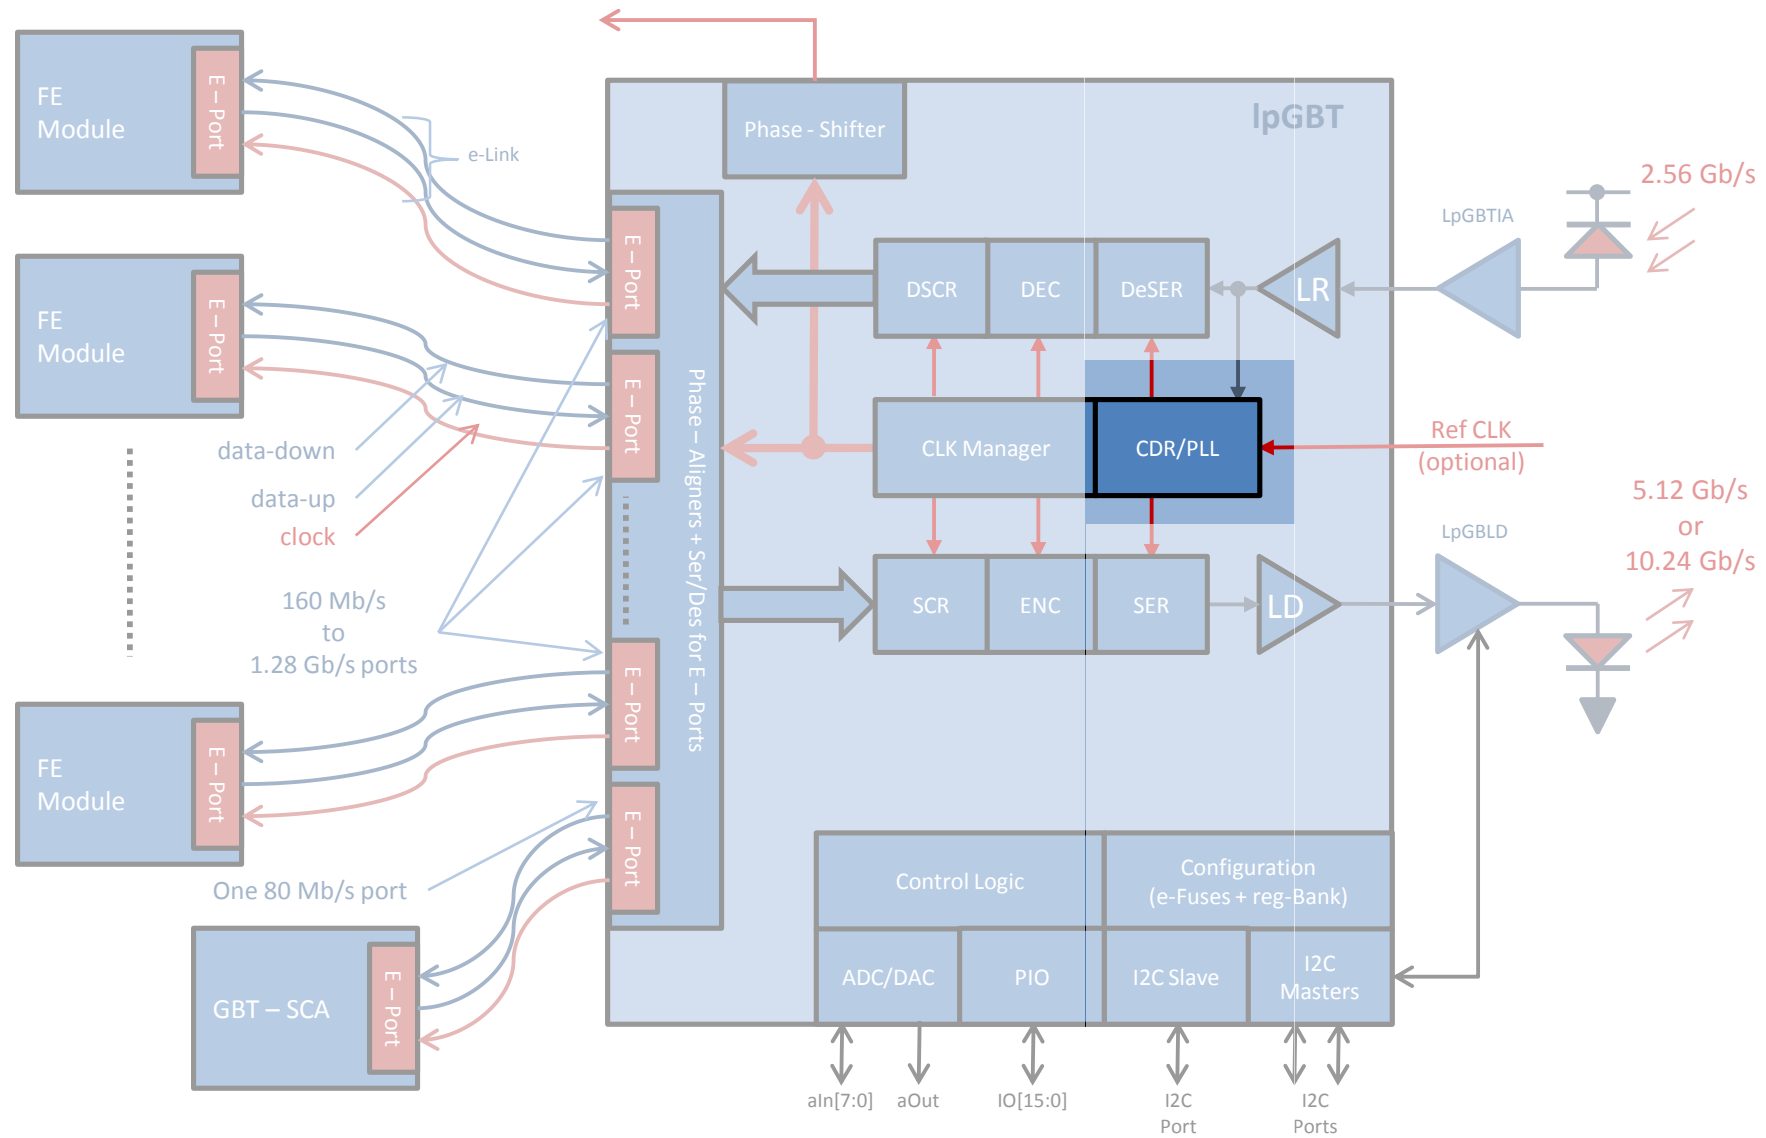 FE
Module
E – Port
e-Link
Phase - Shifter
lpGBT
2.56 Gb/s
LpGBTIA
E – Port
DSCR
DEC
DeSER
LR
FE
Module
E – Port
E – Port
Phase – Aligners + Ser/Des for E – Ports
CLK Manager
CDR/PLL
Ref CLK
(optional)
data-down
data-up
clock
5.12 Gb/s
or
10.24 Gb/s
LpGBLD
160 Mb/s
to
1.28 Gb/s ports
SCR
ENC
SER
LD
E – Port
FE
Module
E – Port
E – Port
One 80 Mb/s port
Control Logic
Configuration
(e-Fuses + reg-Bank)
GBT – SCA
E – Port
ADC/DAC
PIO
I2C Slave
I2C
Masters
aIn[7:0]
aOut
IO[15:0]
I2C
Port
I2C
Ports